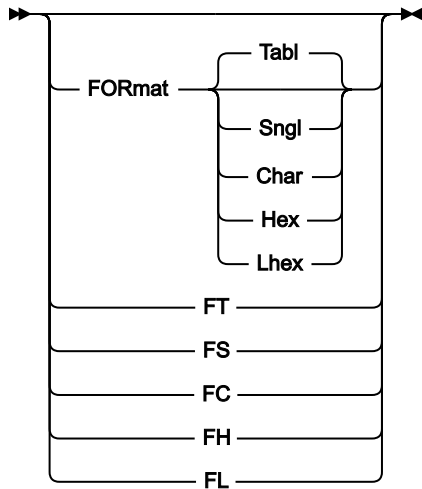 Tabl
FORmat
Sngl
Char
Hex
Lhex
FT
FS
FC
FH
FL